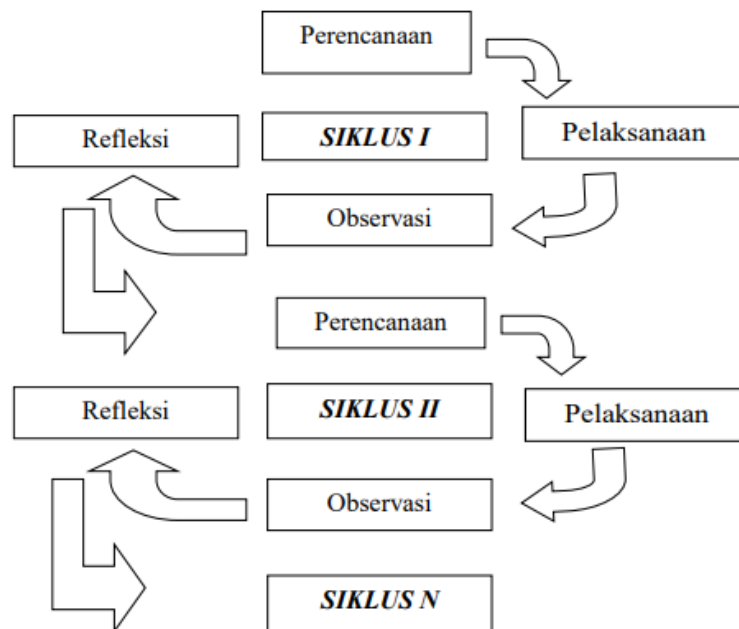 Perencanaan
Refleksi
SIKLUS I
Pelaksanaan
Observasi
Perencanaan
Refleksi
SIKLUS II
Pelaksanaan
Observasi
SIKLUS N